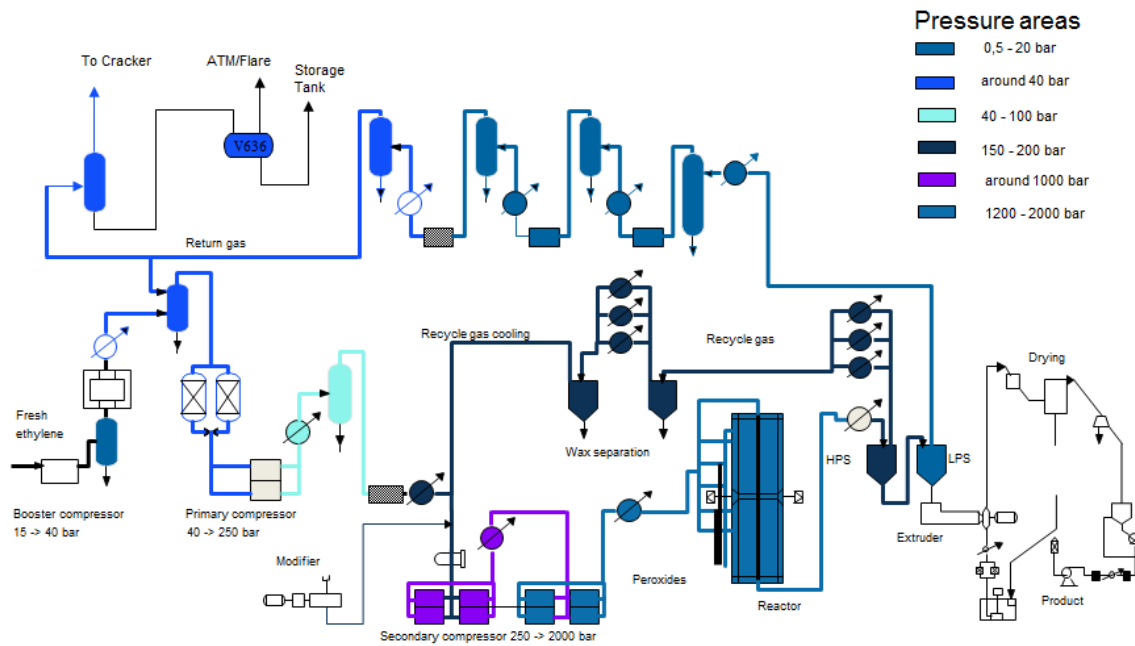 Pressure areas
0,5 - 20 bar
around 40 bar
40 - 100 bar
150 - 200 bar
around 1000 bar
1200 - 2000 bar
To Cracker
ATM/Flare
Storage
Tank
V636
Return gas
Recycle gas cooling
Recycle gas
Drying
Fresh
ethylene
Wax separation
HPS
LPS
Booster compressor
15 -> 40 bar
Primary compressor
40 -> 250 bar
Extruder
Modifier
Peroxides
Reactor
Product
Secondary compressor 250 -> 2000 bar